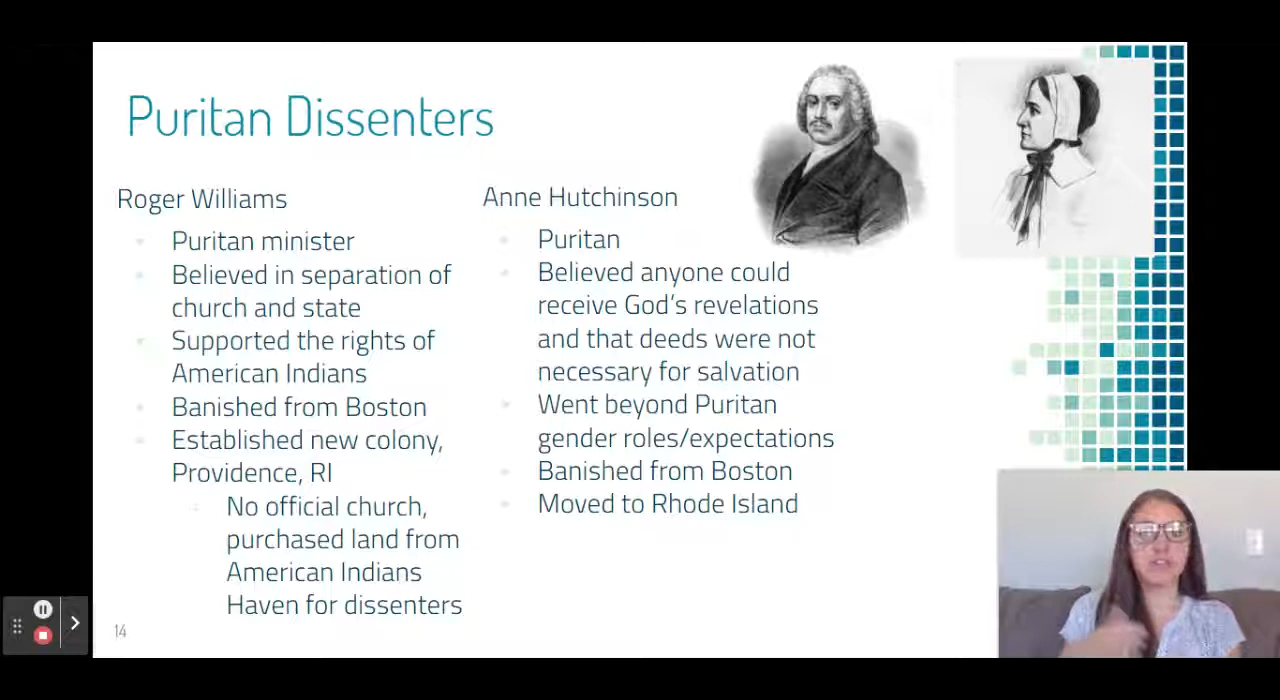 Puritan Dissenters
Roger Williams
Puritan minister
Believed in separation of
church and state
Supported the rights of
American Indians
Banished from Boston
Established new colony,
Providence, RI
No official church,
purchased land from
American Indians
Haven for dissenters
Anne Hutchinson
Puritan
Believed anyone could
receive God's revelations
and that deeds were not
necessary for salvation
Went beyond Puritan
gender roles/expectations
Banished from Boston
Moved to Rhode Island
14